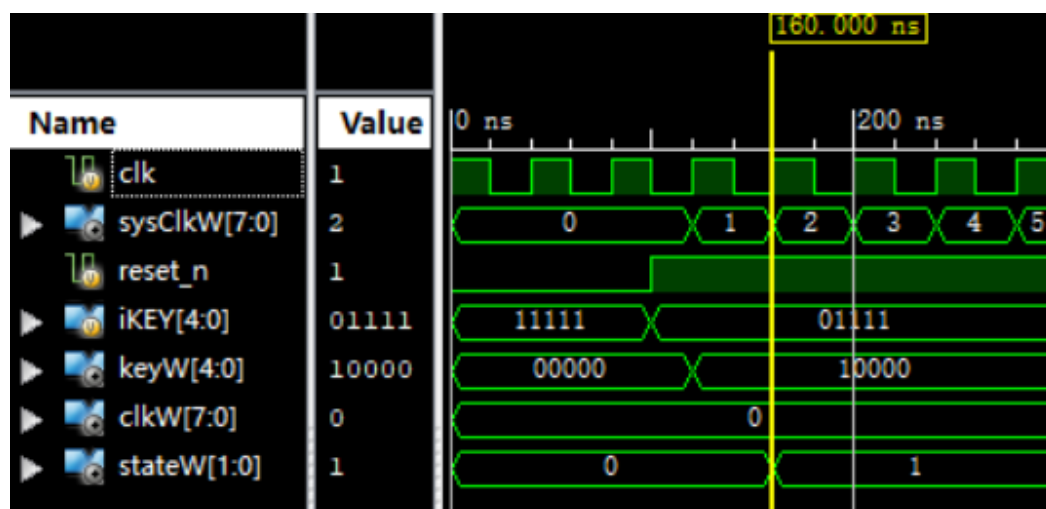 160.000 ns
Name Value 0 ns 200 ns
clk 1
sysClkW[7:0] 2 0 1 2 3 4 5
reset_n 1
iKEY[4:0] 01111 11111 01111
keyW[4:0] 10000 00000 10000
clkW[7:0] 0 0
stateW[1:0] 1 0 1